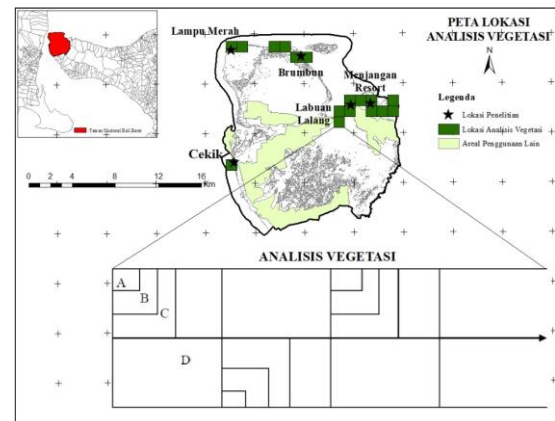 PETA LOKASI
ANALISIS VEGETASI
N
Lampu Merah
Brumbun
Menjangan
Resort
Labuan
Lalang
Cekik
Legenda
Lokasi Penelitian
Lokasi Analisis Vegetasi
Areal Penggunaan Lain
Taman Nasional Bali Barat
0 2 4 8 12 16
Km
ANALISIS VEGETASI
A
B
C
D